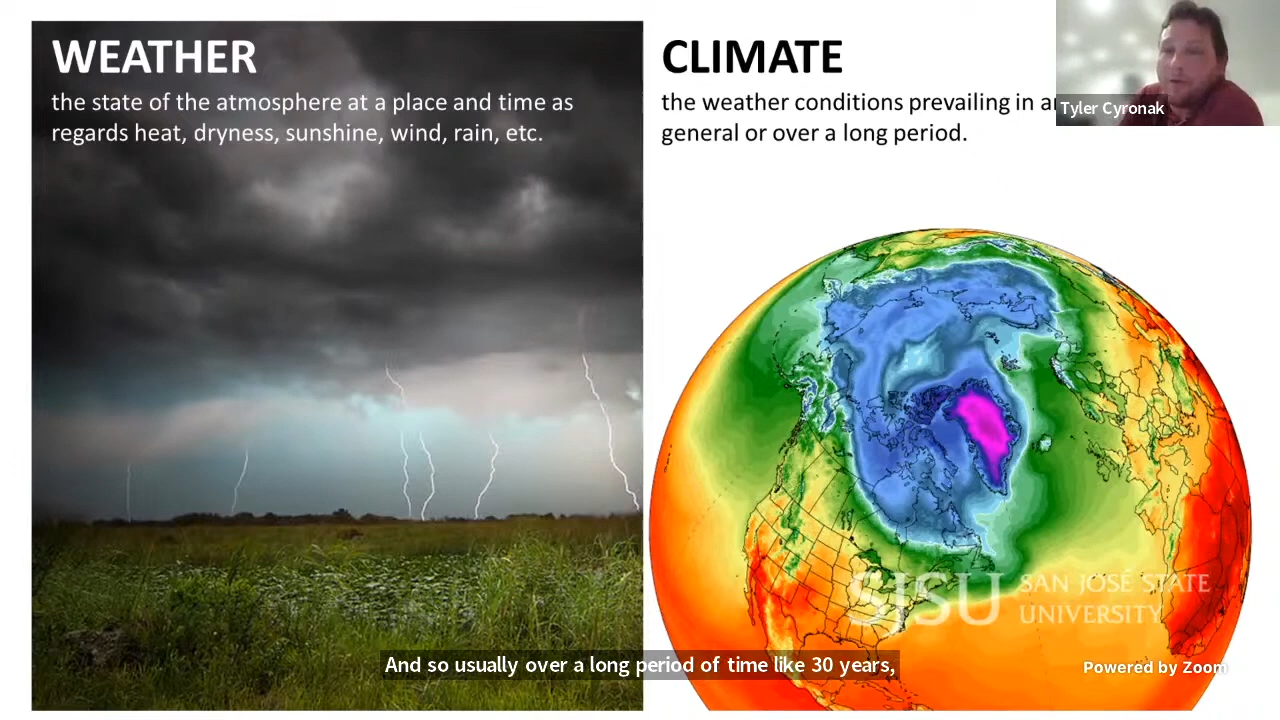 WEATHER
the state of the atmosphere at a place and time as
regards heat, dryness, sunshine, wind, rain, etc.
CLIMATE
the weather conditions prevailing in
general or over a long period.
Tyler Cyronak
SJSU SAN JOSÉ STATE
UNIVERSITY
And so usually over a long period of time like 30 years,
Powered by Zoom